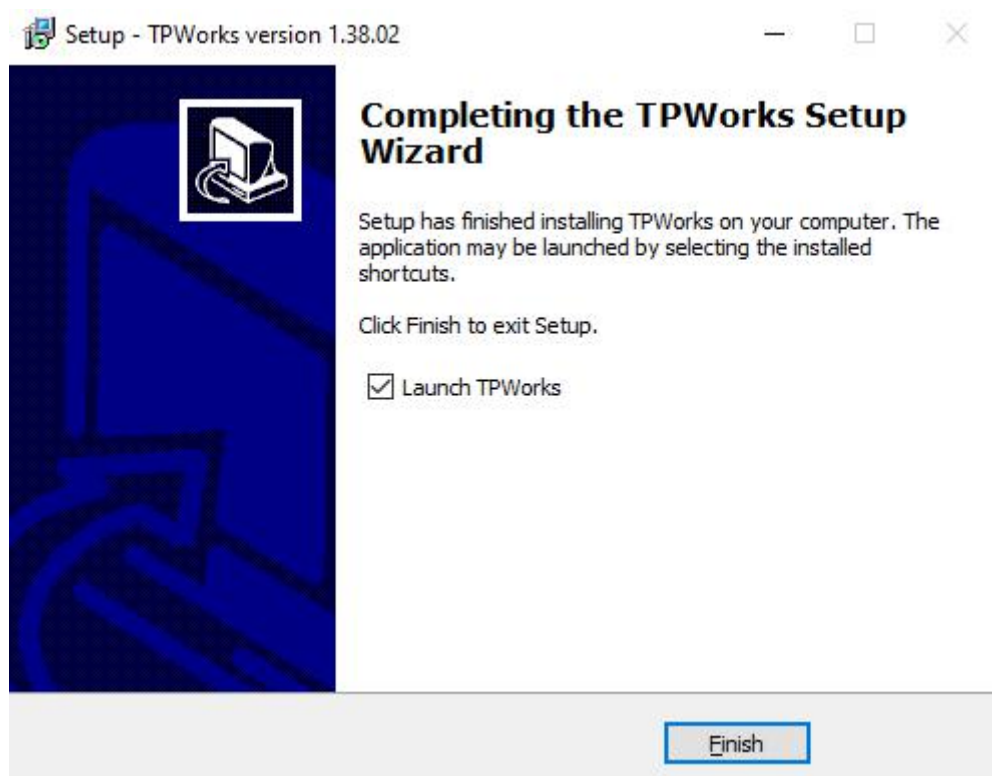 Setup - TPWorks version 1.38.02
Completing the TPWorks Setup
Wizard
Setup has finished installing TPWorks on your computer. The
application may be launched by selecting the installed
shortcuts.
Click Finish to exit Setup.
Launch TPWorks
Finish